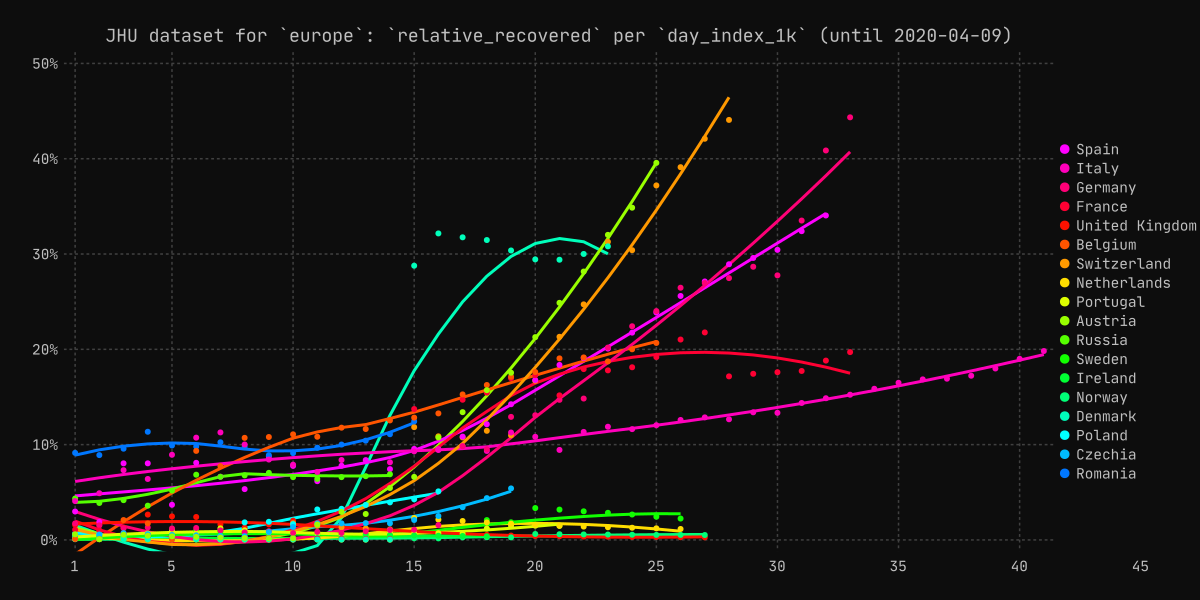 JHU dataset for `europe`: `relative_recovered` per `day_index_1k` (until 2020-04-09)
50%
40%
30%
20%
10%
0%
1 5 10 15 20 25 30 35 40 45
Spain
Italy
Germany
France
United Kingdom
Belgium
Switzerland
Netherlands
Portugal
Austria
Russia
Sweden
Ireland
Norway
Denmark
Poland
Czechia
Romania